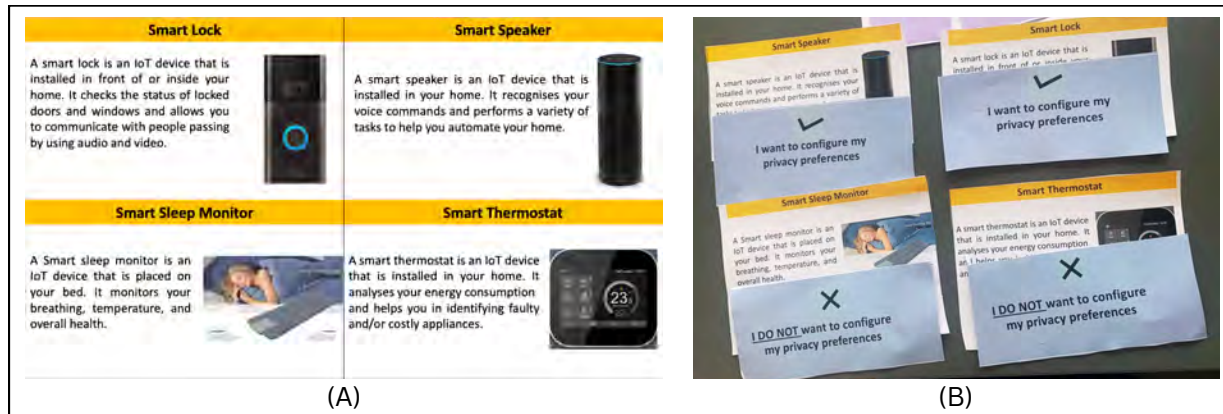 Smart Lock
A smart lock is an IoT device that is
installed in front of or inside your
home. It checks the status of locked
doors and windows and allows you
to communicate with people passing
by using audio and video.
Smart Speaker
A smart speaker is an IoT device that is
installed in your home. It recognises your
voice commands and performs a variety of
tasks to help you automate your home.
Smart Sleep Monitor
A Smart sleep monitor is an
IoT device that is placed on
your bed. It monitors your
breathing, temperature, and
overall health.
Smart Thermostat
A smart thermostat is an IoT device
that is installed in your home. It
analyses your energy consumption
and helps you in identifying faulty
and/or costly appliances.
23
(A)
Smart Speaker
A smart speaker is an IoT device that is
installed in your home. It recognises your
voice commands and performs a variety of
I want to configure my
privacy preferences
Smart Lock
A smart lock is an IoT device that is
installed in front of or inside your
I want to configure my
privacy preferences
Smart Sleep Monitor
A Smart sleep monitor is an
IoT device that is placed on
your bed. It monitors your
breathing, temperature, and
overall health.
I DO NOT want to configure
my privacy preferences
Smart Thermostat
A smart thermostat is an IoT device
that is installed in your home. It
analyses your energy consumption
I DO NOT want to configure
my privacy preferences
(B)